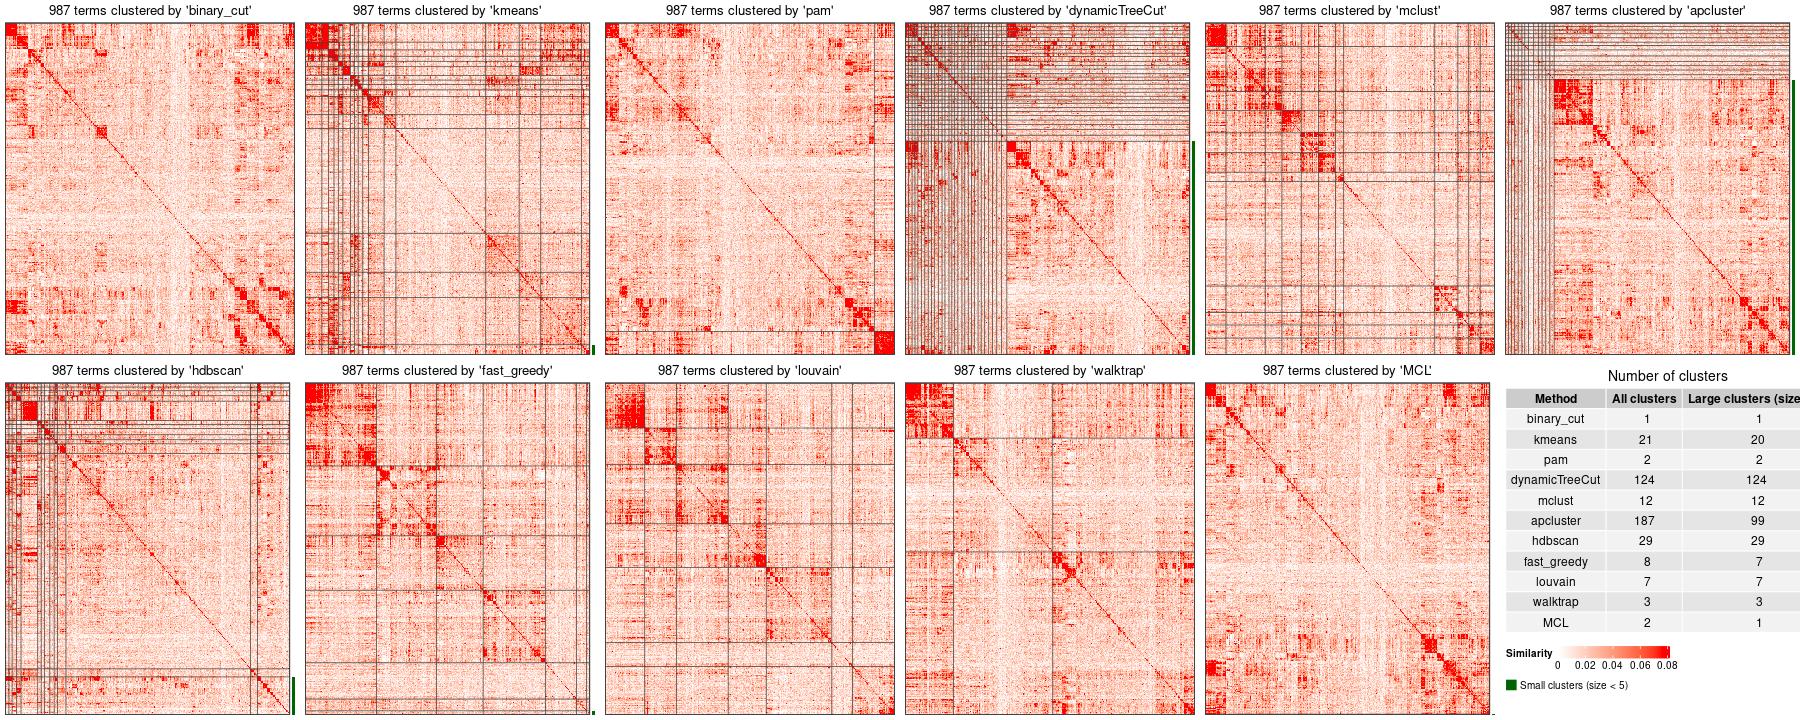 987 terms clustered by 'binary_cut'
987 terms clustered by 'kmeans'
987 terms clustered by 'pam'
987 terms clustered by 'dynamicTreeCut'
987 terms clustered by 'mclust'
987 terms clustered by 'apcluster'
987 terms clustered by 'hdbscan'
987 terms clustered by 'fast_greedy'
987 terms clustered by 'louvain'
987 terms clustered by 'walktrap'
987 terms clustered by 'MCL'
Number of clusters
Method All clusters Large clusters (size
binary_cut 1 1
kmeans 21 20
pam 2 2
dynamicTreeCut 124 124
mclust 12 12
apcluster 187 99
hdbscan 29 29
fast_greedy 8 7
louvain 7 7
walktrap 3 3
MCL 2 1
Similarity
0 0.02 0.04 0.06 0.08
Small clusters (size < 5)